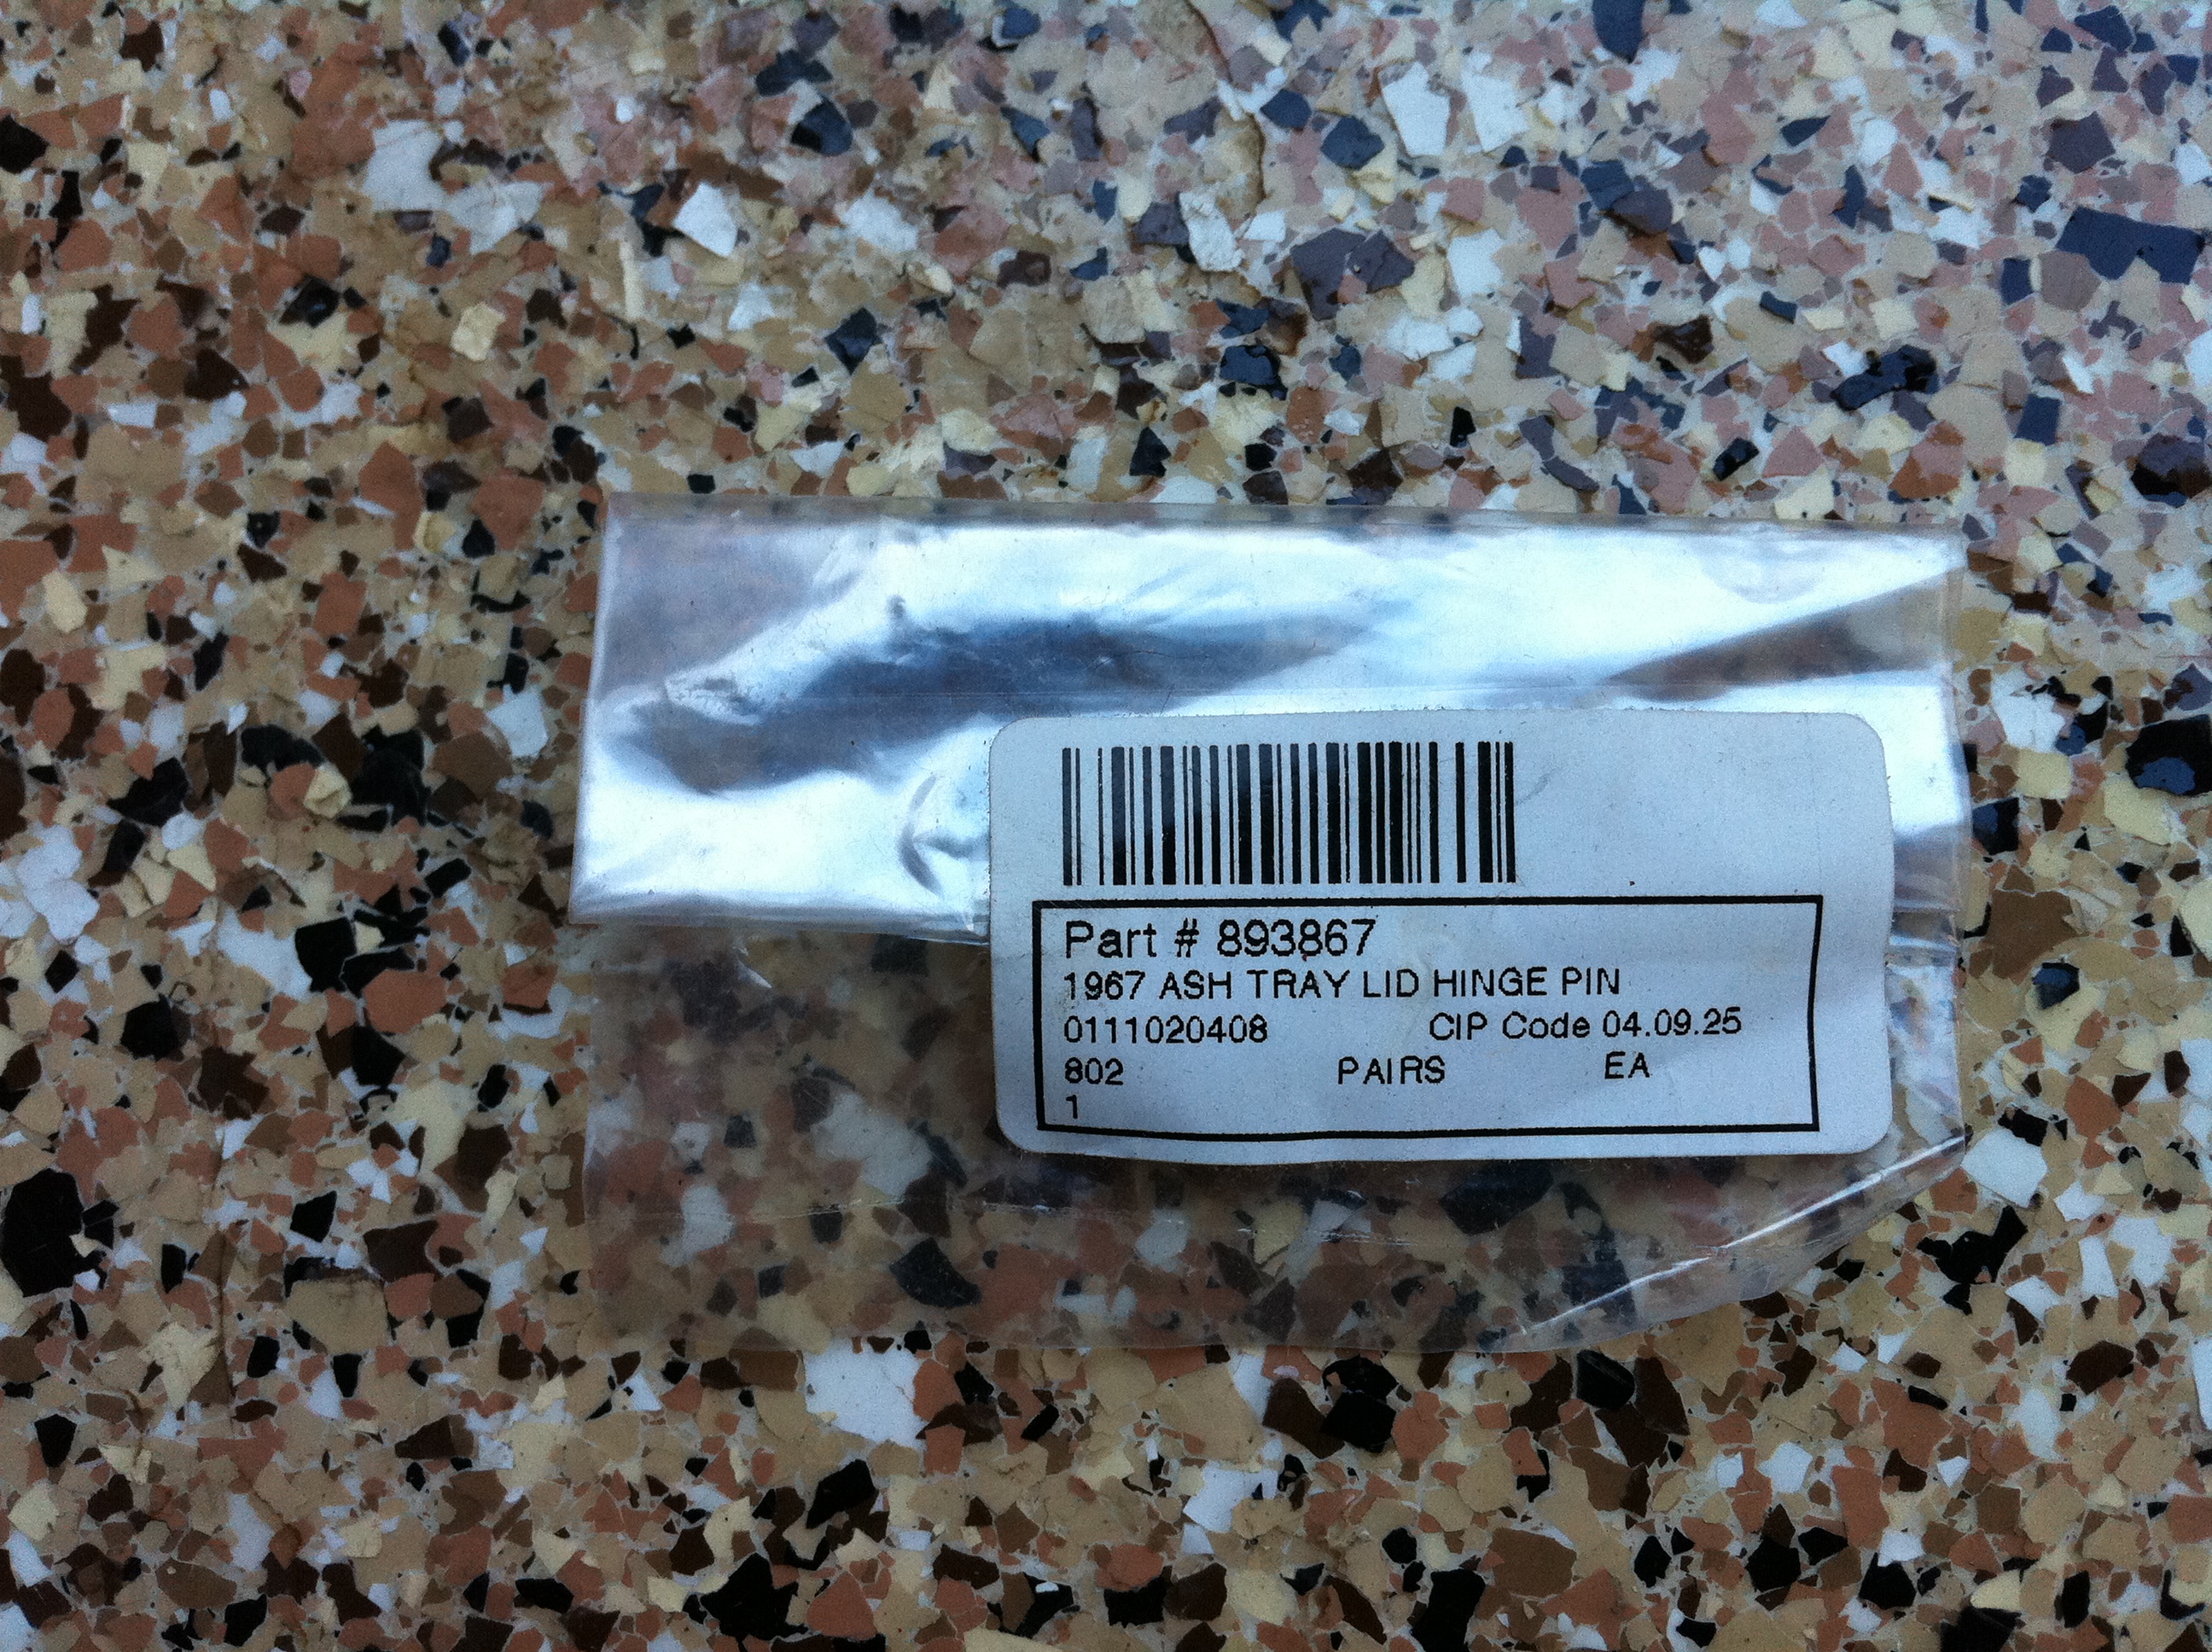 Part # 893867
1967 ASH TRAY LID HINGE PIN
0111020408 CIP Code 04.09.25
802 PAIRS EA
1